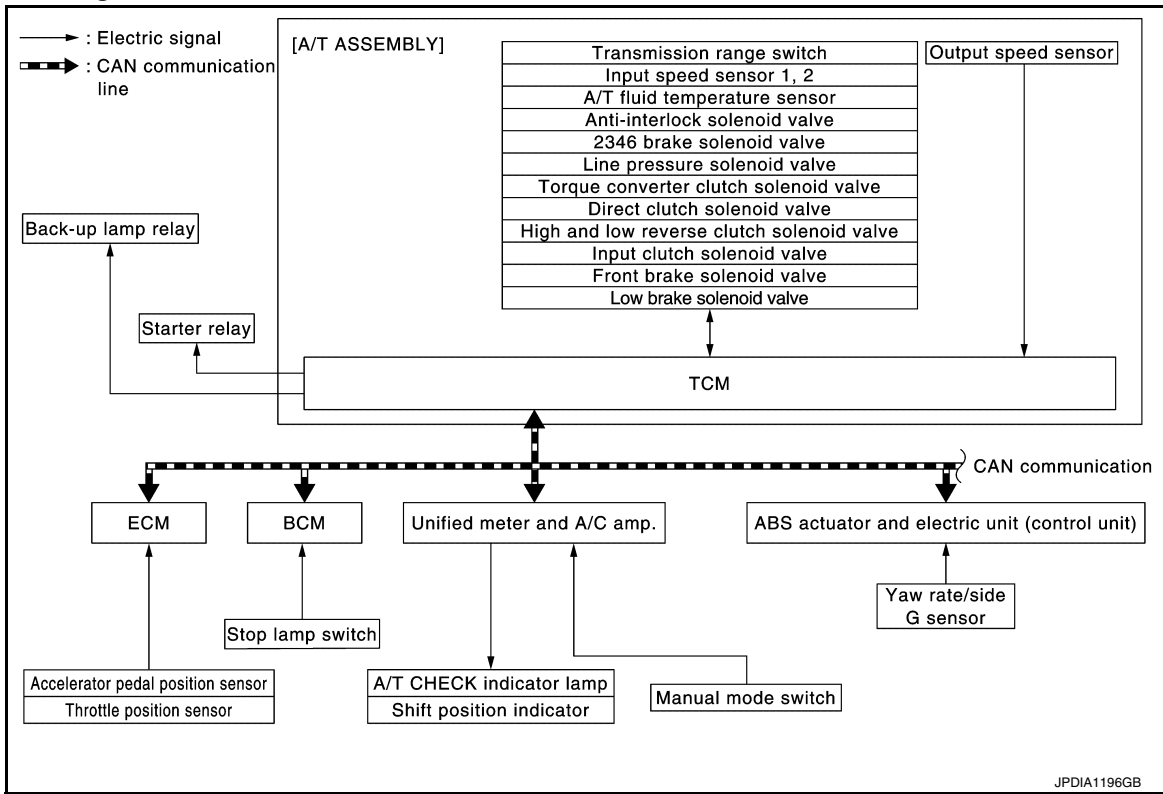 : Electric signal
: CAN communication
line
[A/T ASSEMBLY]
Transmission range switch
Input speed sensor 1, 2
A/T fluid temperature sensor
Anti-interlock solenoid valve
2346 brake solenoid valve
Line pressure solenoid valve
Torque converter clutch solenoid valve
Direct clutch solenoid valve
High and low reverse clutch solenoid valve
Input clutch solenoid valve
Front brake solenoid valve
Low brake solenoid valve
Output speed sensor
Back-up lamp relay
Starter relay
TCM
CAN communication
ECM
BCM
Unified meter and A/C amp.
ABS actuator and electric unit (control unit)
Yaw rate/side
G sensor
Stop lamp switch
Accelerator pedal position sensor
Throttle position sensor
A/T CHECK indicator lamp
Shift position indicator
Manual mode switch
JPDIA1196GB